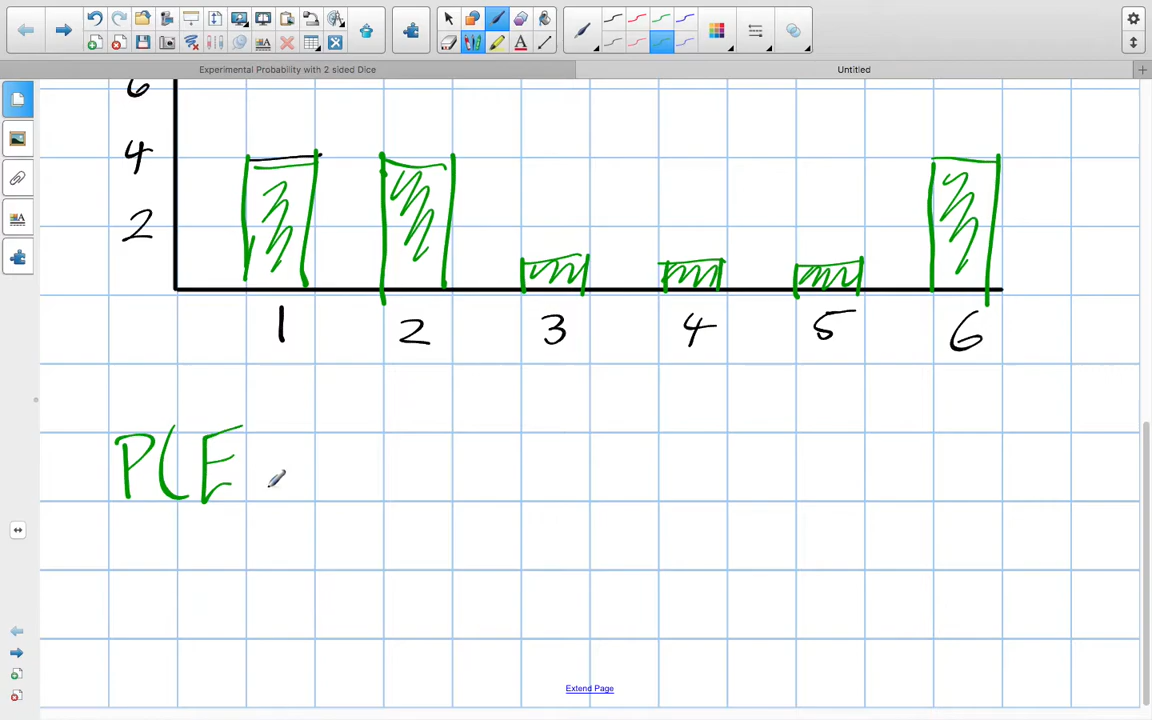 Experimental Probability with 2 sided Dice
Untitled
6
4
2
1 2 3 4 5 6
P(E
Extend Page